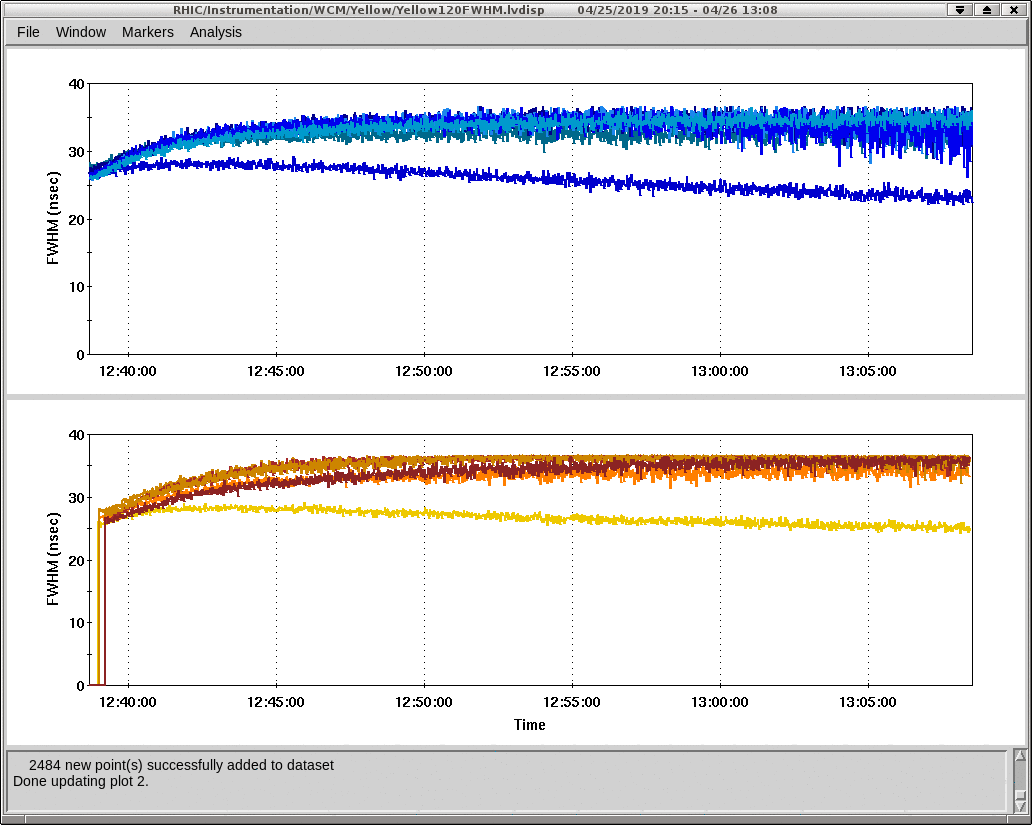 RHIC/Instrumentation/WCM/Yellow/Yellow120FWHM.lvdisp 04/25/2019 20:15 - 04/26 13:08
File Window Markers Analysis
40
30
20
10
0
FWHM (nsec)
12:40:00 12:45:00 12:50:00 12:55:00 13:00:00 13:05:00
40
30
20
10
0
FWHM (nsec)
12:40:00 12:45:00 12:50:00 12:55:00 13:00:00 13:05:00
Time
2484 new point(s) successfully added to dataset
Done updating plot 2.